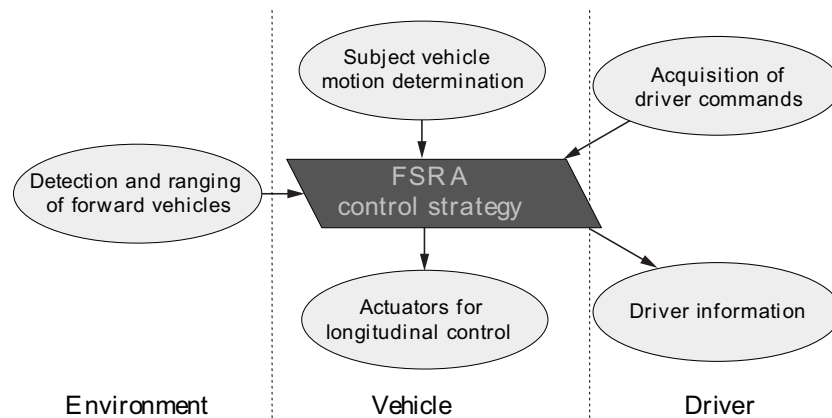 Subject vehicle
motion determination
Acquisition of
driver commands
Detection and ranging
of forward vehicles
FSRA
control strategy
Actuators for
longitudinal control
Driver information
Environment
Vehicle
Driver